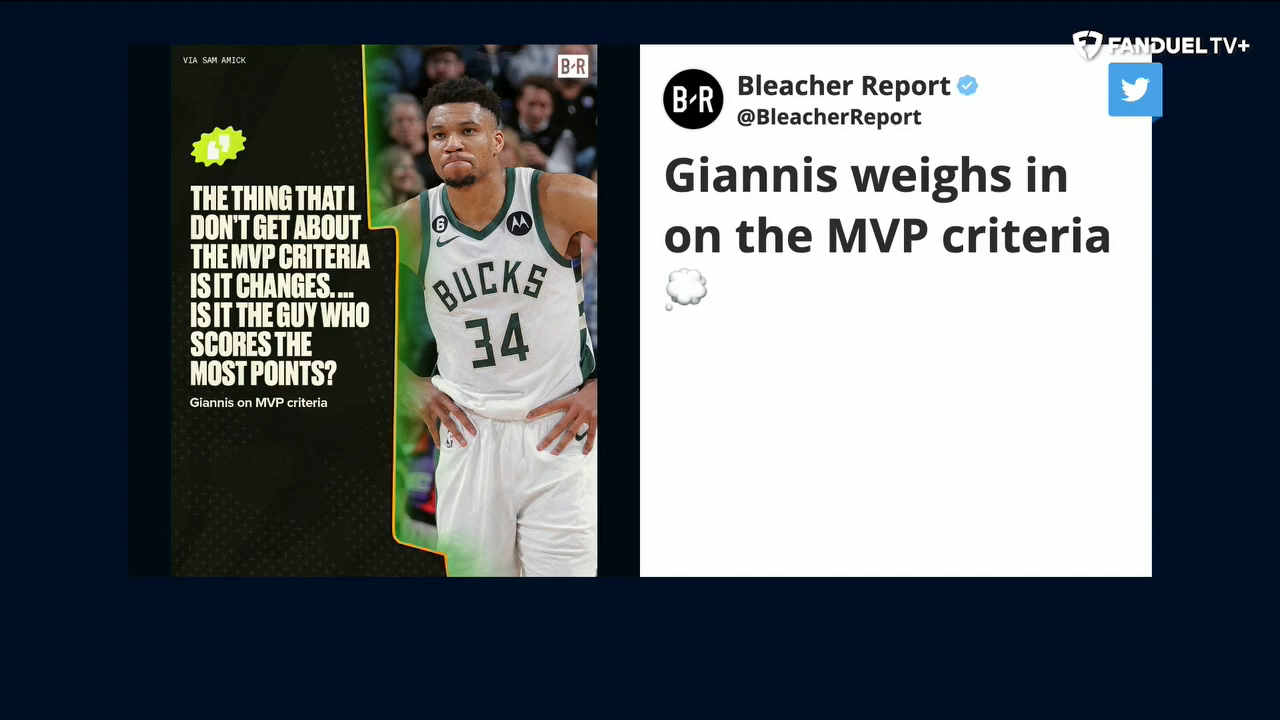 FANDUEL TV+
VIA SAM AMICK
B/R
THE THING THAT I
DON'T GET ABOUT
THE MVP CRITERIA
IS IT CHANGES. ...
IS IT THE GUY WHO
SCORES THE
MOST POINTS?
Giannis on MVP criteria
6
BUCKS
34
B/R
Bleacher Report
@BleacherReport
Giannis weighs in
on the MVP criteria